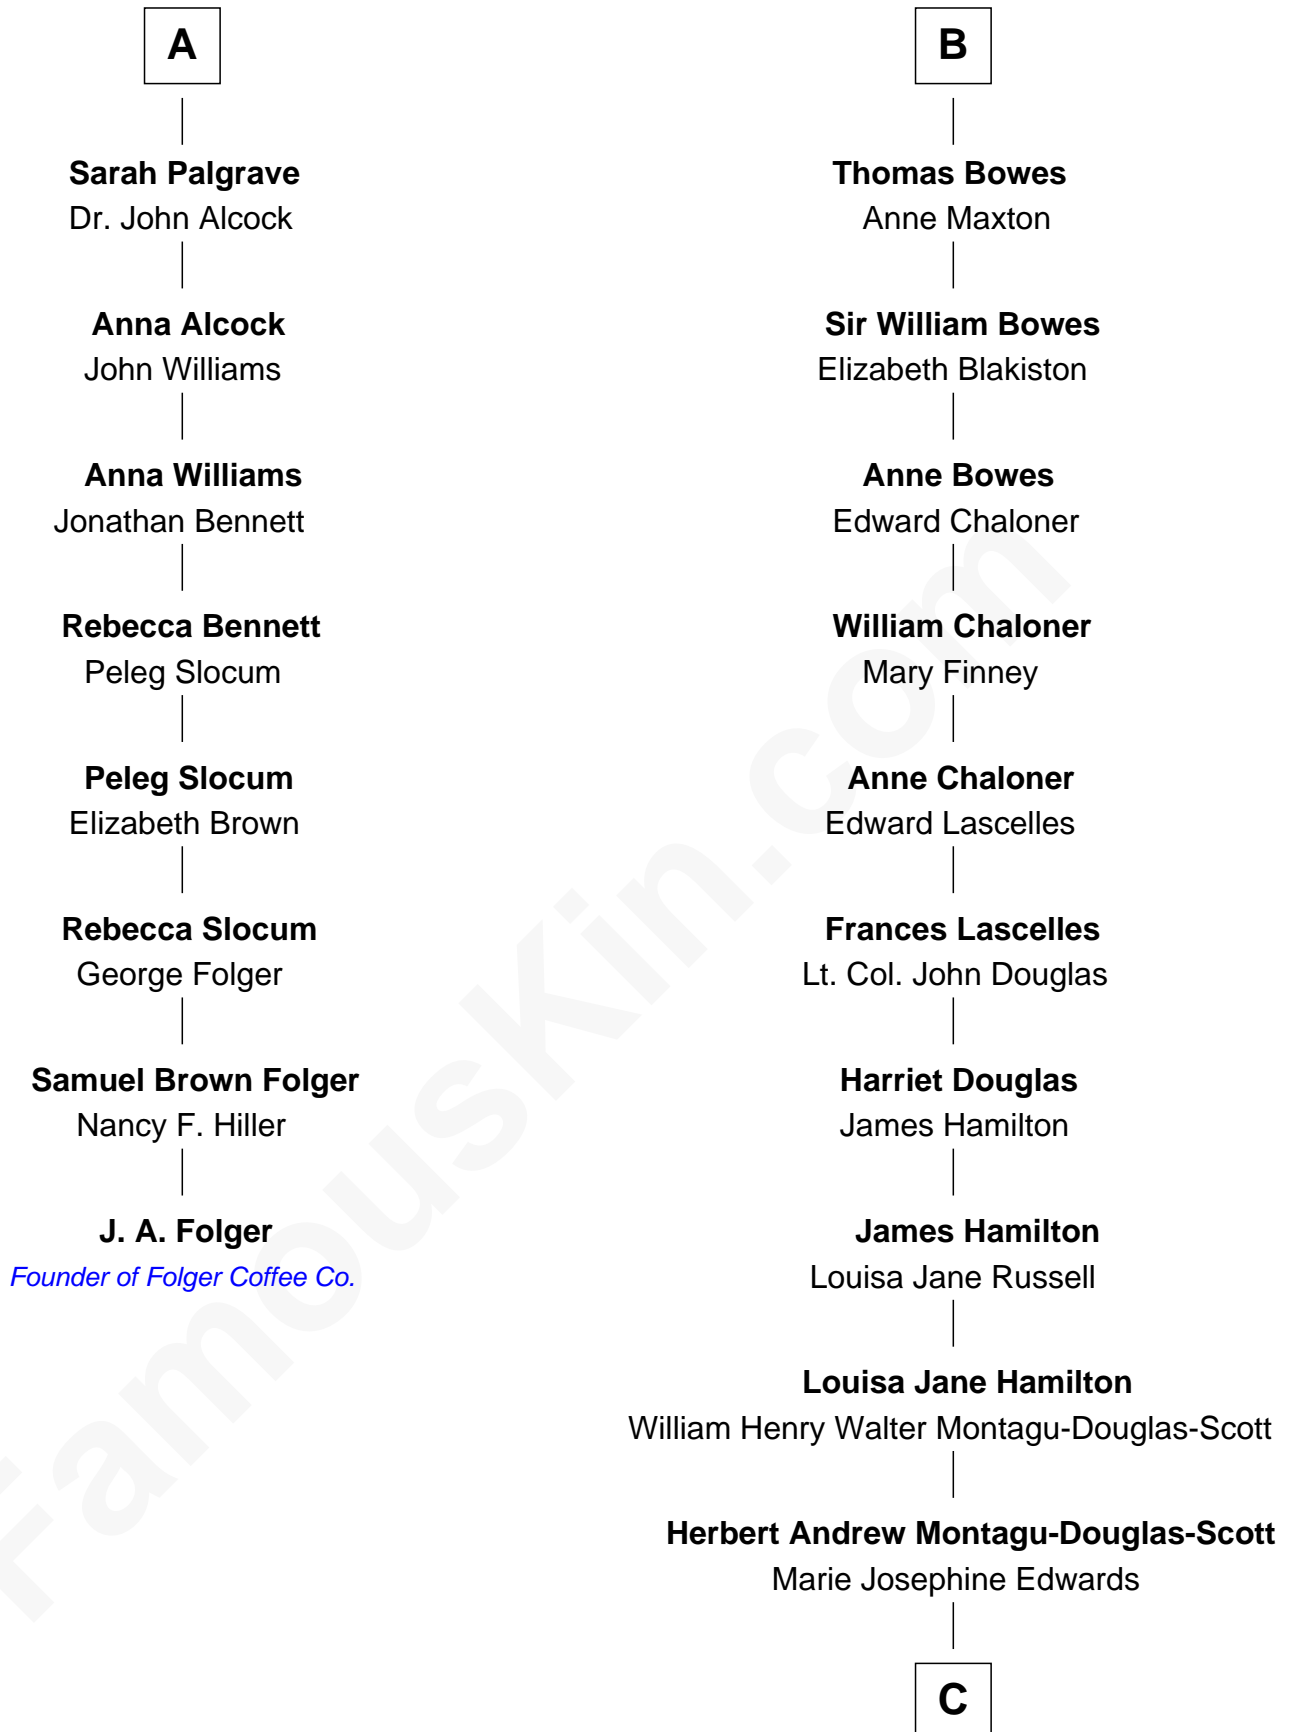 A
Sarah Palgrave
Dr. John Alcock
Anna Alcock
John Williams
Anna Williams
Jonathan Bennett
Rebecca Bennett
Peleg Slocum
Peleg Slocum
Elizabeth Brown
Rebecca Slocum
George Folger
Samuel Brown Folger
Nancy F. Hiller
J. A. Folger
Founder of Folger Coffee Co.
B
Thomas Bowes
Anne Maxton
Sir William Bowes
Elizabeth Blakiston
Anne Bowes
Edward Chaloner
William Chaloner
Mary Finney
Anne Chaloner
Edward Lascelles
Frances Lascelles
Lt. Col. John Douglas
Harriet Douglas
James Hamilton
James Hamilton
Louisa Jane Russell
Louisa Jane Hamilton
William Henry Walter Montagu-Douglas-Scott
Herbert Andrew Montagu-Douglas-Scott
Marie Josephine Edwards
C
FamousKin.com